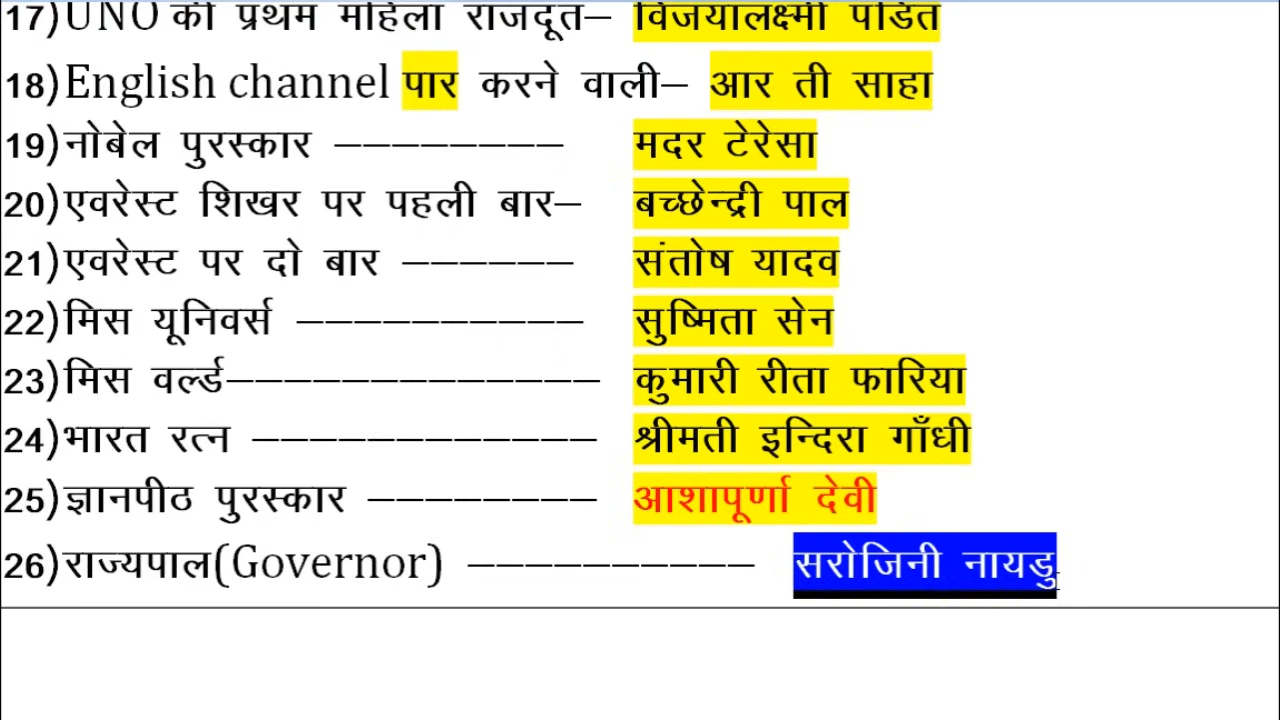 17)UNO की प्रथम महिला राजदूत– विजयालक्ष्मी पंडित
18)English channel पार करने वाली– आर ती साहा
19)नोबेल पुरस्कार –––––––– मदर टेरेसा
20)एवरेस्ट शिखर पर पहली बार– बच्छेन्द्री पाल
21)एवरेस्ट पर दो बार –––––– संतोष यादव
22)मिस यूनिवर्स –––––––––– सुष्मिता सेन
23)मिस वर्ल्ड––––––––––––– कुमारी रीता फारिया
24)भारत रत्न –––––––––––– श्रीमती इन्दिरा गाँधी
25)ज्ञानपीठ पुरस्कार –––––––– आशापूर्णा देवी
26)राज्यपाल(Governor) –––––––––– सरोजिनी नायडु